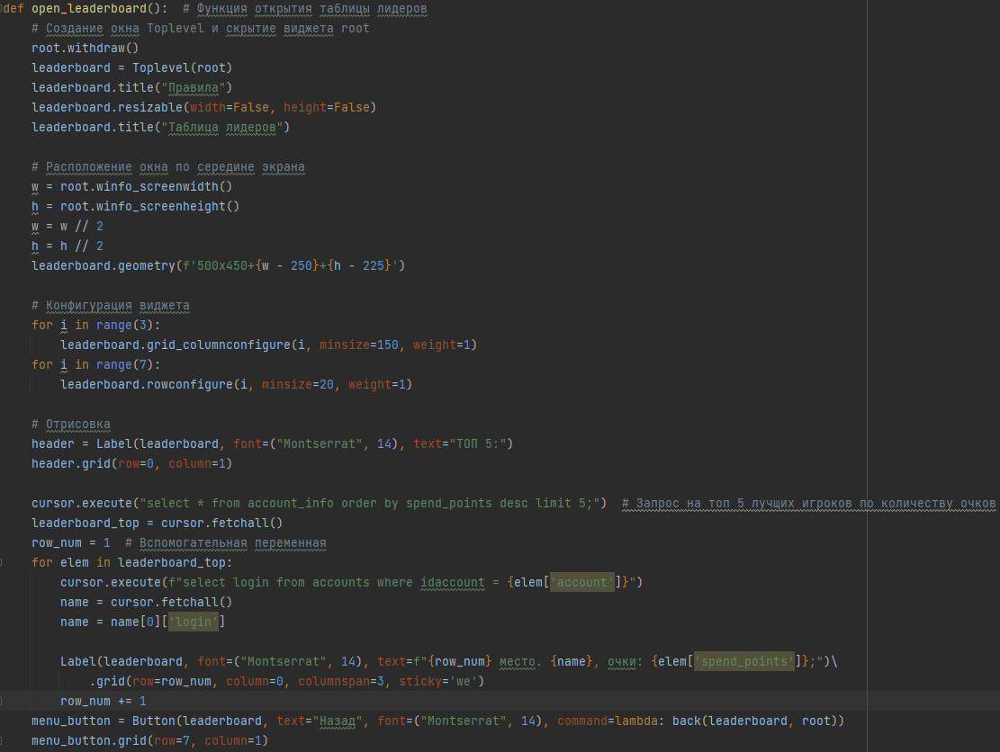 def open_leaderboard():  # Функция открытия таблицы лидеров
    # Создание окна Toplevel и скрытие виджета root
    root.withdraw()
    leaderboard = Toplevel(root)
    leaderboard.title("Правила")
    leaderboard.resizable(width=False, height=False)
    leaderboard.title("Таблица лидеров")

    # Расположение окна по середине экрана
    w = root.winfo_screenwidth()
    h = root.winfo_screenheight()
    w = w // 2
    h = h // 2
    leaderboard.geometry(f'500x450+{w - 250}+{h - 225}')

    # Конфигурация виджета
    for i in range(3):
        leaderboard.grid_columnconfigure(i, minsize=150, weight=1)
    for i in range(7):
        leaderboard.rowconfigure(i, minsize=20, weight=1)

    # Отрисовка
    header = Label(leaderboard, font=("Montserrat", 14), text="ТОП 5:")
    header.grid(row=0, column=1)

    cursor.execute("select * from account_info order by spend_points desc limit 5;")  # Запрос на топ 5 лучших игроков по количеству очков
    leaderboard_top = cursor.fetchall()
    row_num = 1  # Вспомогательная переменная
    for elem in leaderboard_top:
        cursor.execute(f"select login from accounts where idaccount = {elem['account']}")
        name = cursor.fetchall()
        name = name[0]['login']

        Label(leaderboard, font=("Montserrat", 14), text=f"{row_num} место. {name}, очки: {elem['spend_points']};")\
            .grid(row=row_num, column=0, columnspan=3, sticky='we')
        row_num += 1
    menu_button = Button(leaderboard, text="Назад", font=("Montserrat", 14), command=lambda: back(leaderboard, root))
    menu_button.grid(row=7, column=1)